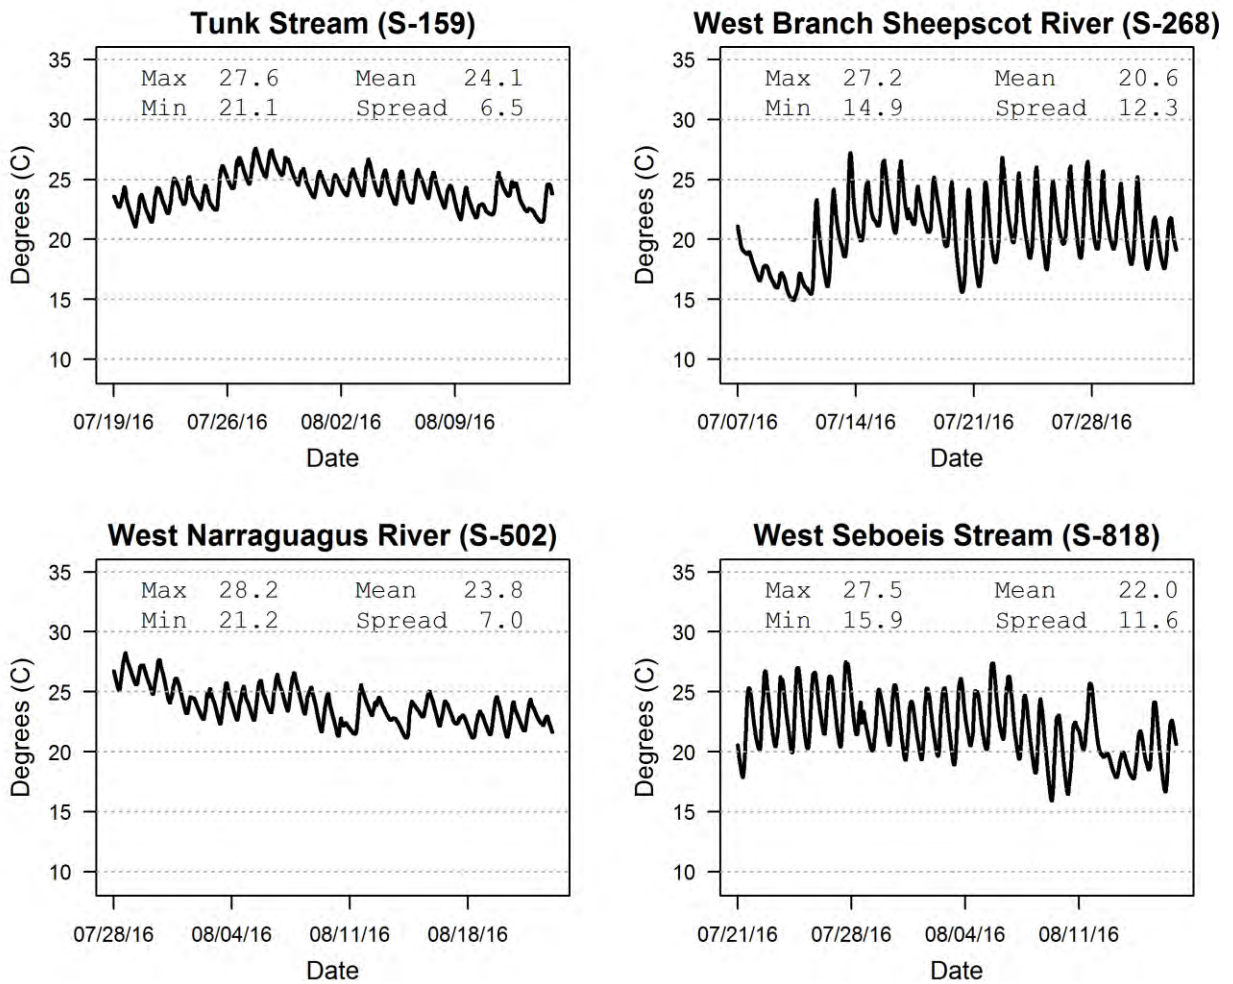 Tunk Stream (S-159)
Max 27.6 Mean 24.1
Min 21.1 Spread 6.5
35
30
25
20
15
10
Degrees (C)
07/19/16 07/26/16 08/02/16 08/09/16
Date
West Branch Sheepscot River (S-268)
Max 27.2 Mean 20.6
Min 14.9 Spread 12.3
35
30
25
20
15
10
Degrees (C)
07/07/16 07/14/16 07/21/16 07/28/16
Date
West Narraguagus River (S-502)
Max 28.2 Mean 23.8
Min 21.2 Spread 7.0
35
30
25
20
15
10
Degrees (C)
07/28/16 08/04/16 08/11/16 08/18/16
Date
West Seboeis Stream (S-818)
Max 27.5 Mean 22.0
Min 15.9 Spread 11.6
35
30
25
20
15
10
Degrees (C)
07/21/16 07/28/16 08/04/16 08/11/16
Date